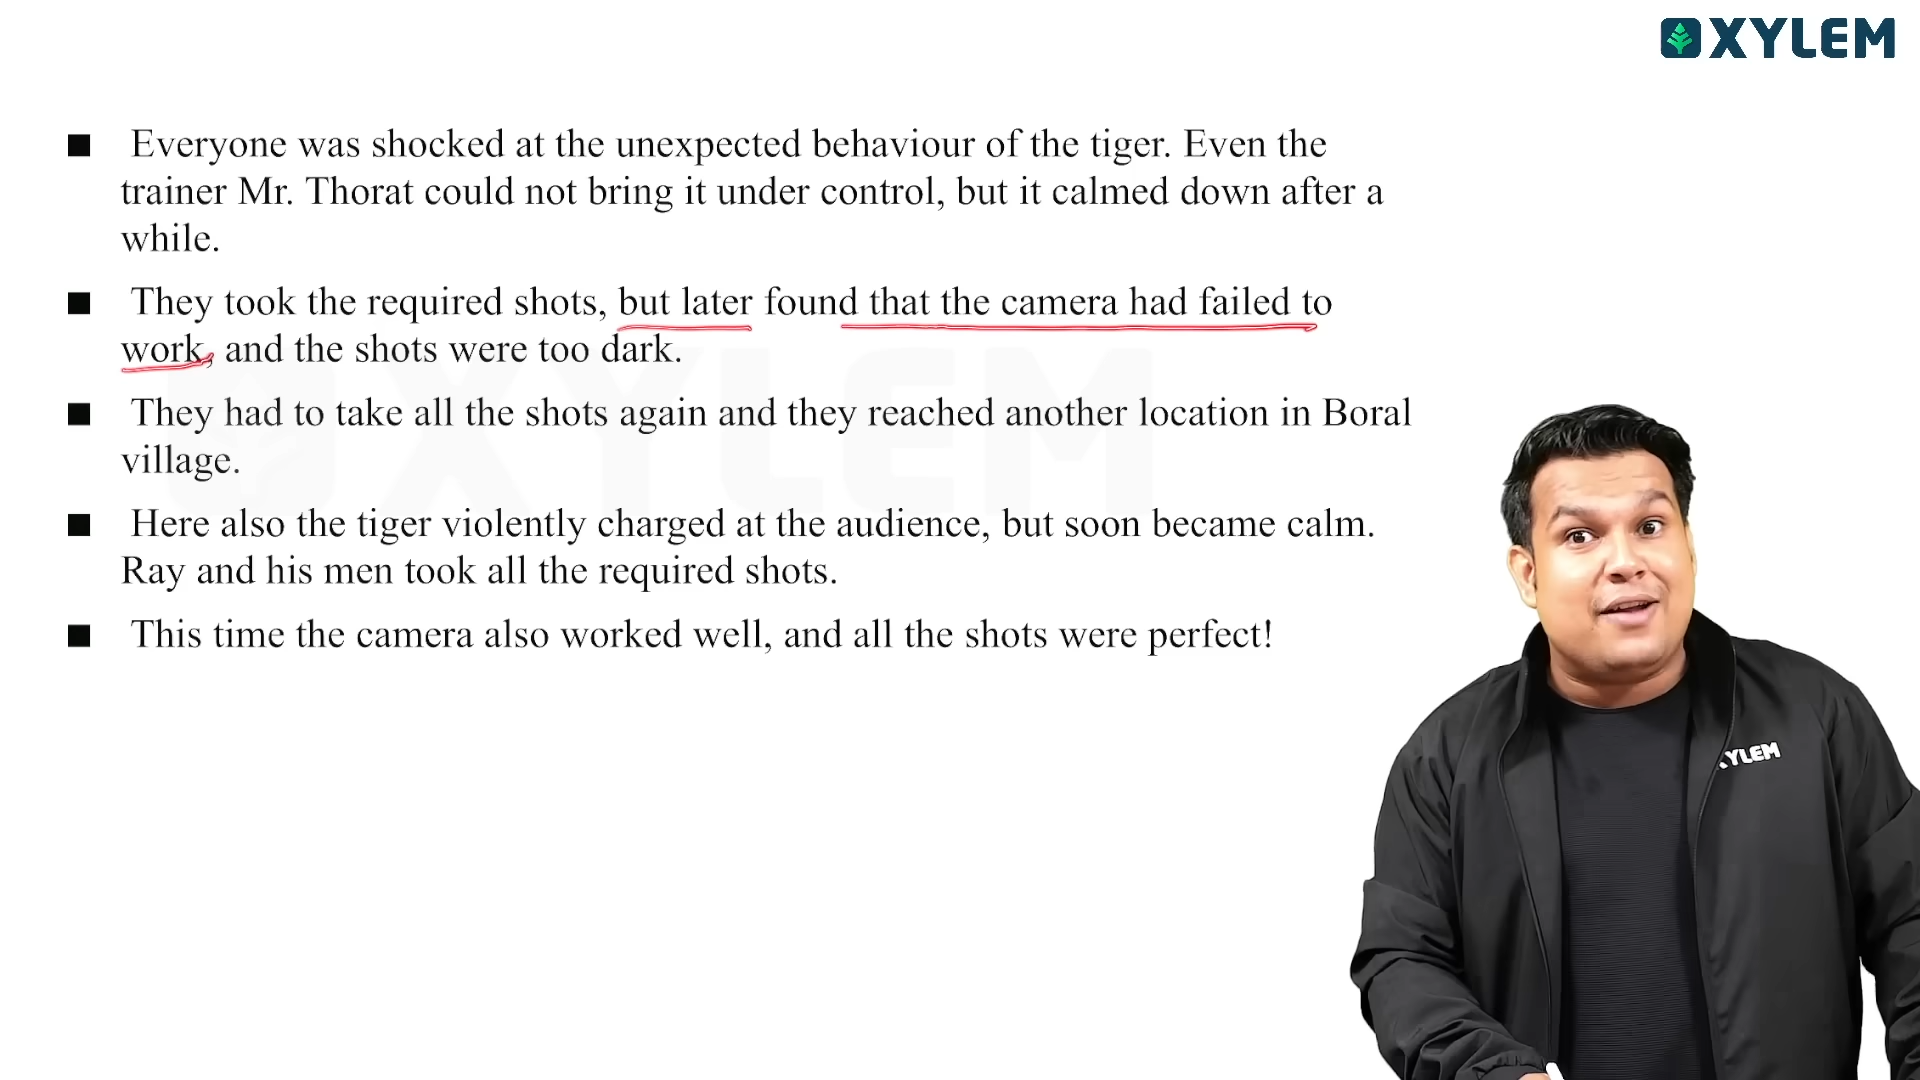 XYLEM
■ Everyone was shocked at the unexpected behaviour of the tiger. Even the
trainer Mr. Thorat could not bring it under control, but it calmed down after a
while.
■ They took the required shots, but later found that the camera had failed to
work, and the shots were too dark.
■ They had to take all the shots again and they reached another location in Boral
village.
■ Here also the tiger violently charged at the audience, but soon became calm.
Ray and his men took all the required shots.
■ This time the camera also worked well, and all the shots were perfect!
XYLEM
XYLEM